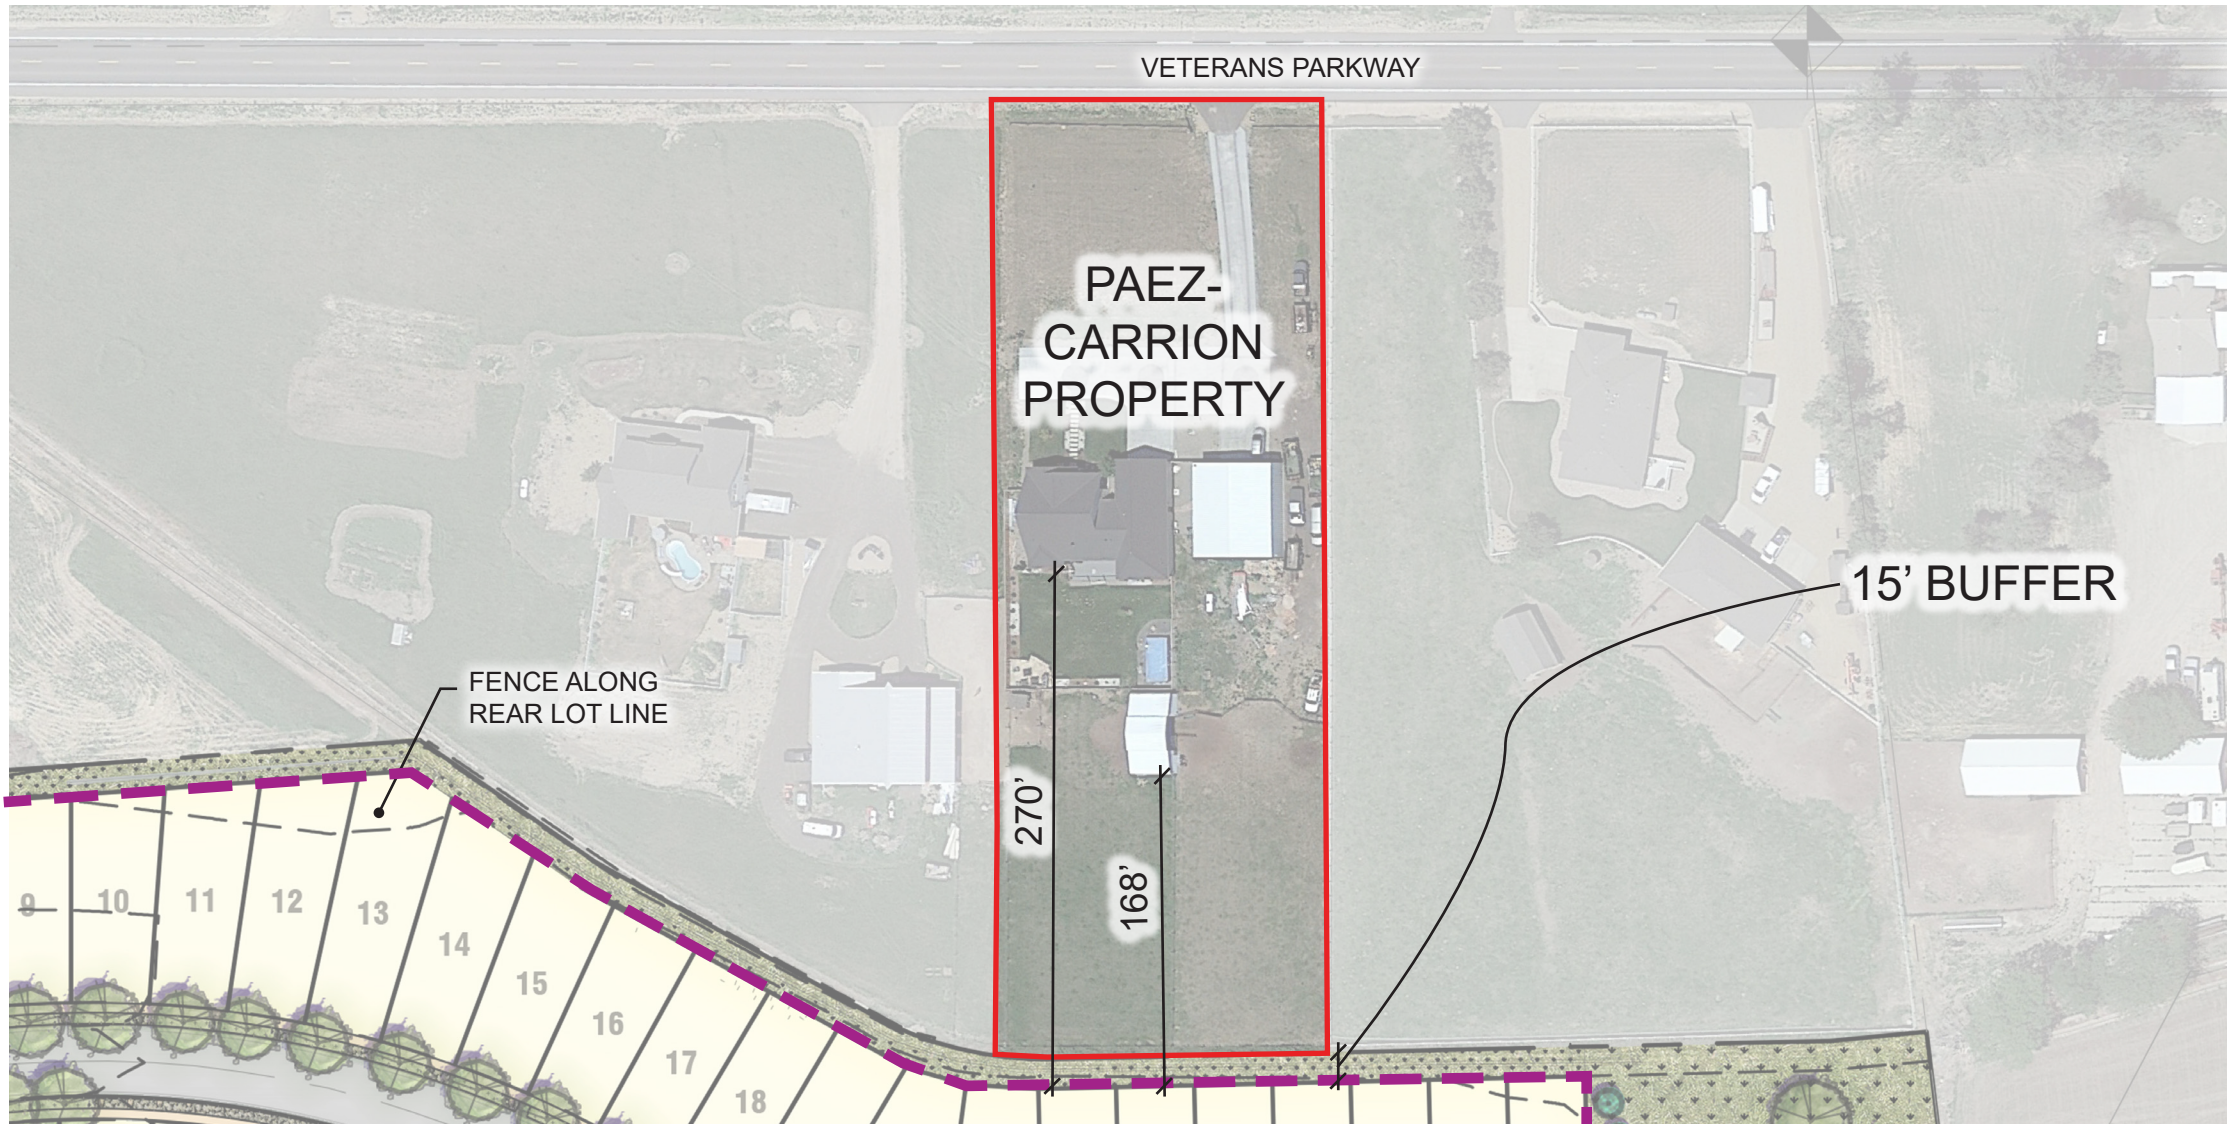 VETERANS PARKWAY
PAEZ-
CARRION
PROPERTY
15’ BUFFER
FENCE ALONG
REAR LOT LINE
270’
168’
9
10
11
12
13
14
15
16
17
18